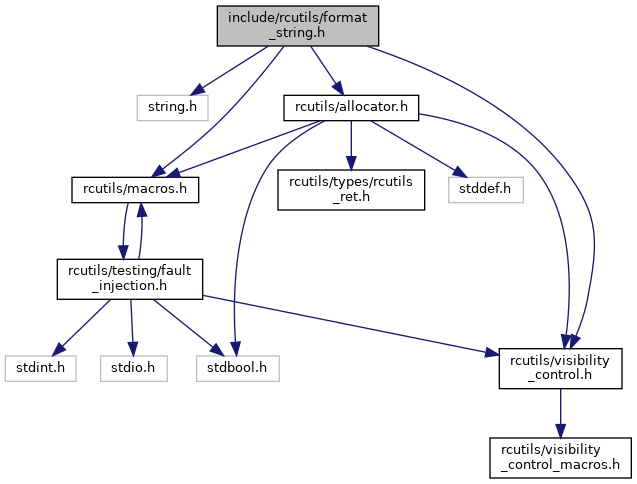 include/rcutils/format
_string.h
string.h
rcutils/allocator.h
rcutils/macros.h
rcutils/types/rcutils
_ret.h
stddef.h
rcutils/testing/fault
_injection.h
stdint.h
stdio.h
stdbool.h
rcutils/visibility
_control.h
rcutils/visibility
_control_macros.h